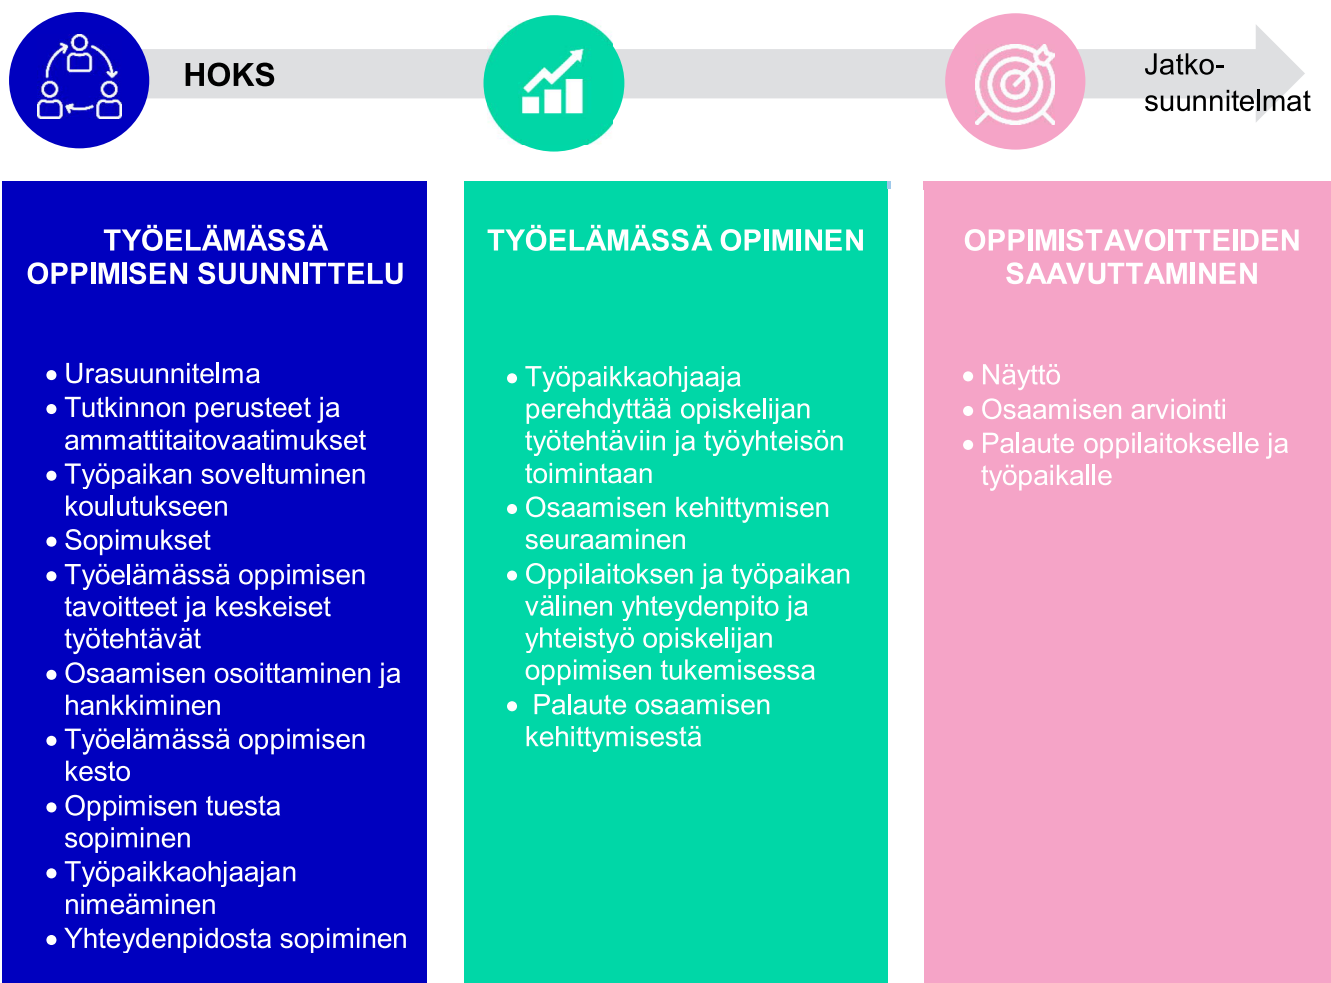 HOKS
Jatko-
suunnitelmat
TYÖELÄMÄSSÄ
OPPIMISEN SUUNNITTELU
• Urasuunnitelma
• Tutkinnon perusteet ja
ammattitaitovaatimukset
• Työpaikan soveltuminen
koulutukseen
• Sopimukset
• Työelämässä oppimisen
tavoitteet ja keskeiset
työtehtävät
• Osaamisen osoittaminen ja
hankkiminen
• Työelämässä oppimisen
kesto
• Oppimisen tuesta
sopiminen
• Työpaikkaohjaajan
nimeäminen
• Yhteydenpidosta sopiminen
TYÖELÄMÄSSÄ OPIMINEN
• Työpaikkaohjaaja
perehdyttää opiskelijan
työtehtäviin ja työyhteisön
toimintaan
• Osaamisen kehittymisen
seuraaminen
• Oppilaitoksen ja työpaikan
välinen yhteydenpito ja
yhteistyö opiskelijan
oppimisen tukemisessa
• Palaute osaamisen
kehittymisestä
OPPIMISTAVOITTEIDEN
SAAVUTTAMINEN
• Näyttö
• Osaamisen arviointi
• Palaute oppilaitokselle ja
työpaikalle